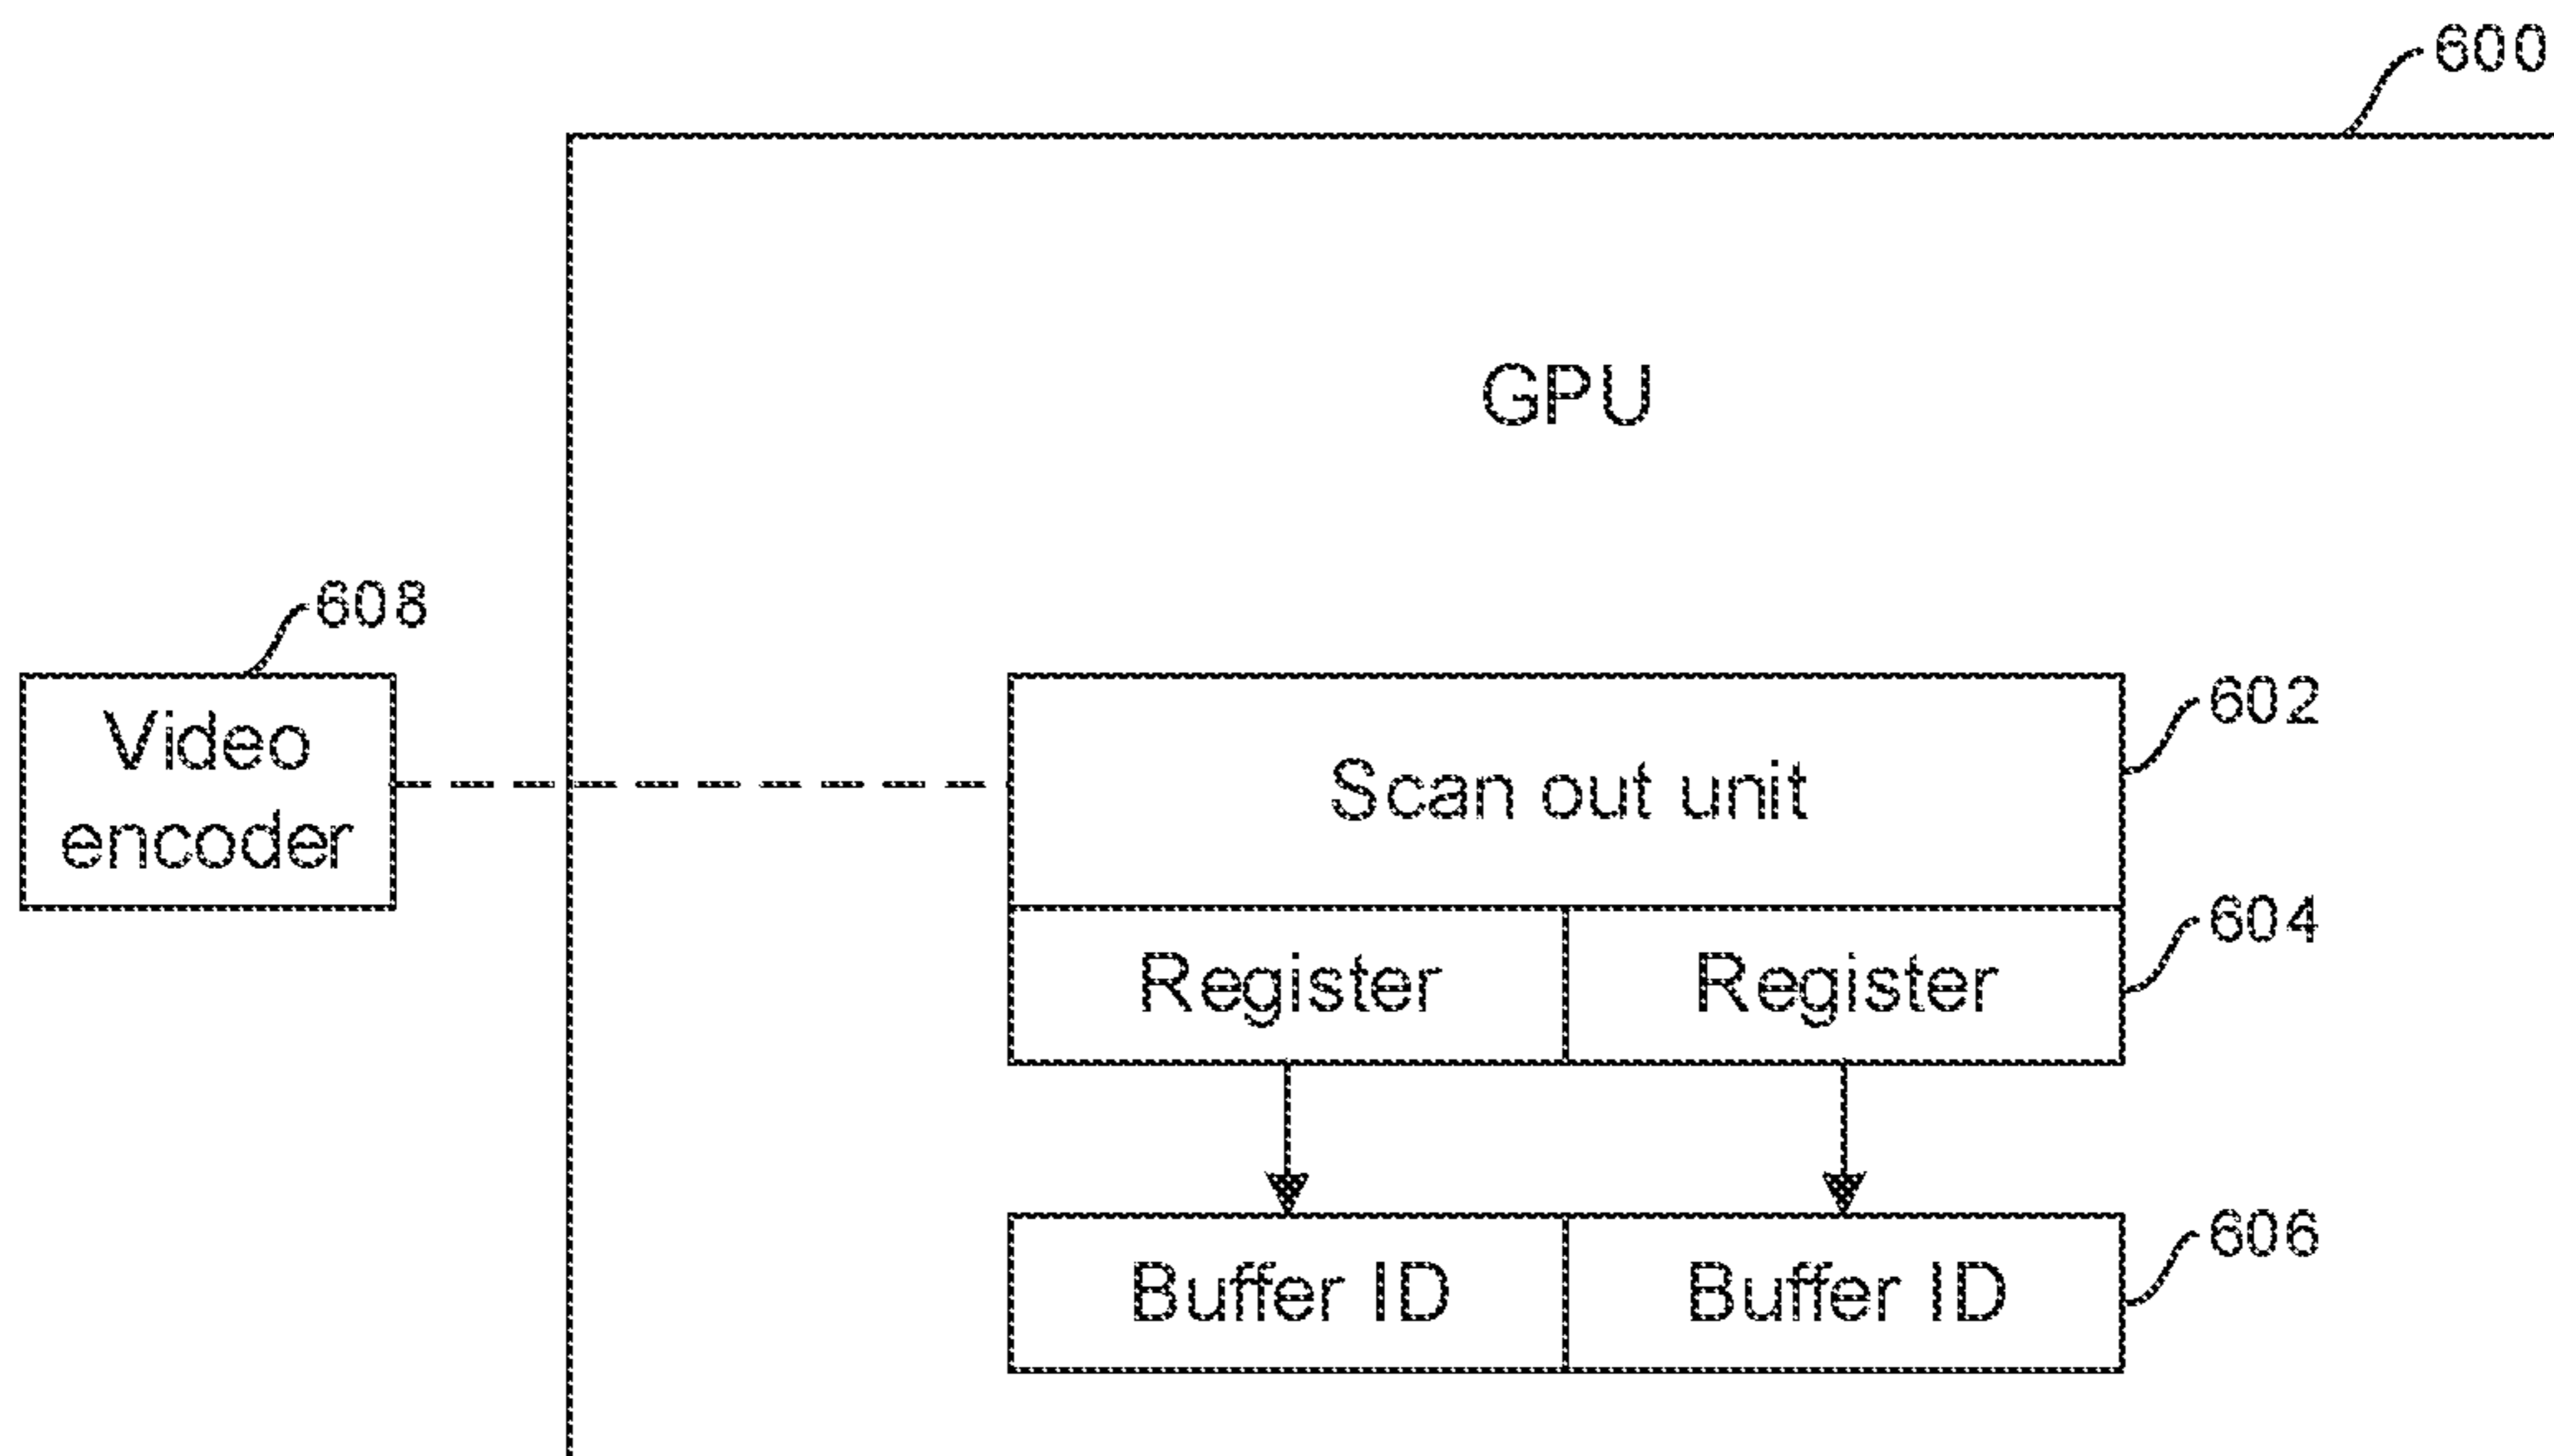 600
GPU
608
Video
encoder
602
Scan out unit
604
Register Register
606
Buffer ID Buffer ID